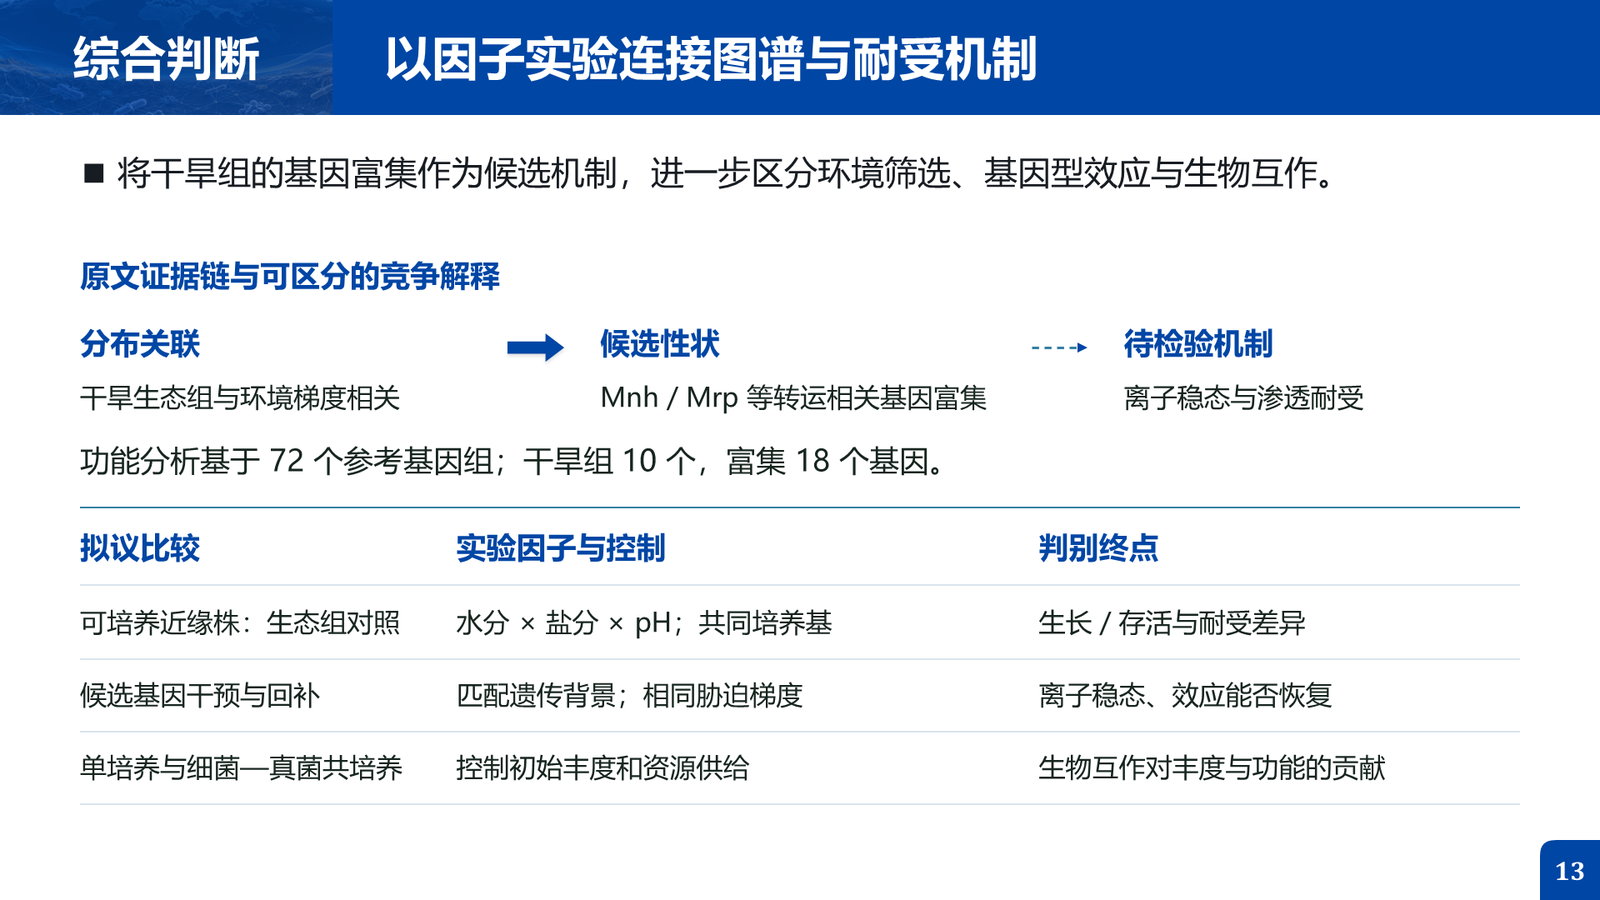 综合判断
以因子实验连接图谱与耐受机制
■ 将干旱组的基因富集作为候选机制，进一步区分环境筛选、基因型效应与生物互作。
原文证据链与可区分的竞争解释
分布关联
候选性状
待检验机制
干旱生态组与环境梯度相关
Mnh / Mrp 等转运相关基因富集
离子稳态与渗透耐受
功能分析基于 72 个参考基因组；干旱组 10 个，富集 18 个基因。
拟议比较
实验因子与控制
判别终点
可培养近缘株：生态组对照
水分 × 盐分 × pH；共同培养基
生长 / 存活与耐受差异
候选基因干预与回补
匹配遗传背景；相同胁迫梯度
离子稳态、效应能否恢复
单培养与细菌—真菌共培养
控制初始丰度和资源供给
生物互作对丰度与功能的贡献
13